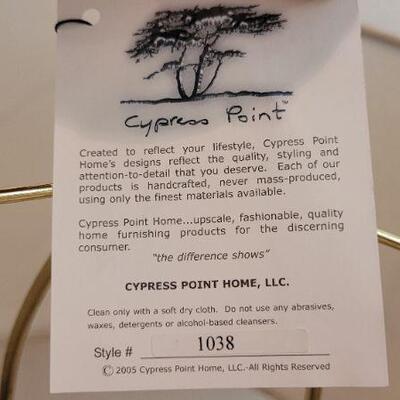 Cypress Point™
Created to reflect your lifestyle, Cypress Point
Home's designs reflect the quality, styling and
attention-to-detail that you deserve. Each of our
products is handcrafted, never mass-produced,
using only the finest materials available.
Cypress Point Home...upscale, fashionable, quality
home furnishing products for the discerning
consumer.
"the difference shows"
CYPRESS POINT HOME, LLC.
Clean only with a soft dry cloth. Do not use any abrasives,
waxes, detergents or alcohol-based cleansers.
Style # 1038
© 2005 Cypress Point Home, LLC.-All Rights Reserved